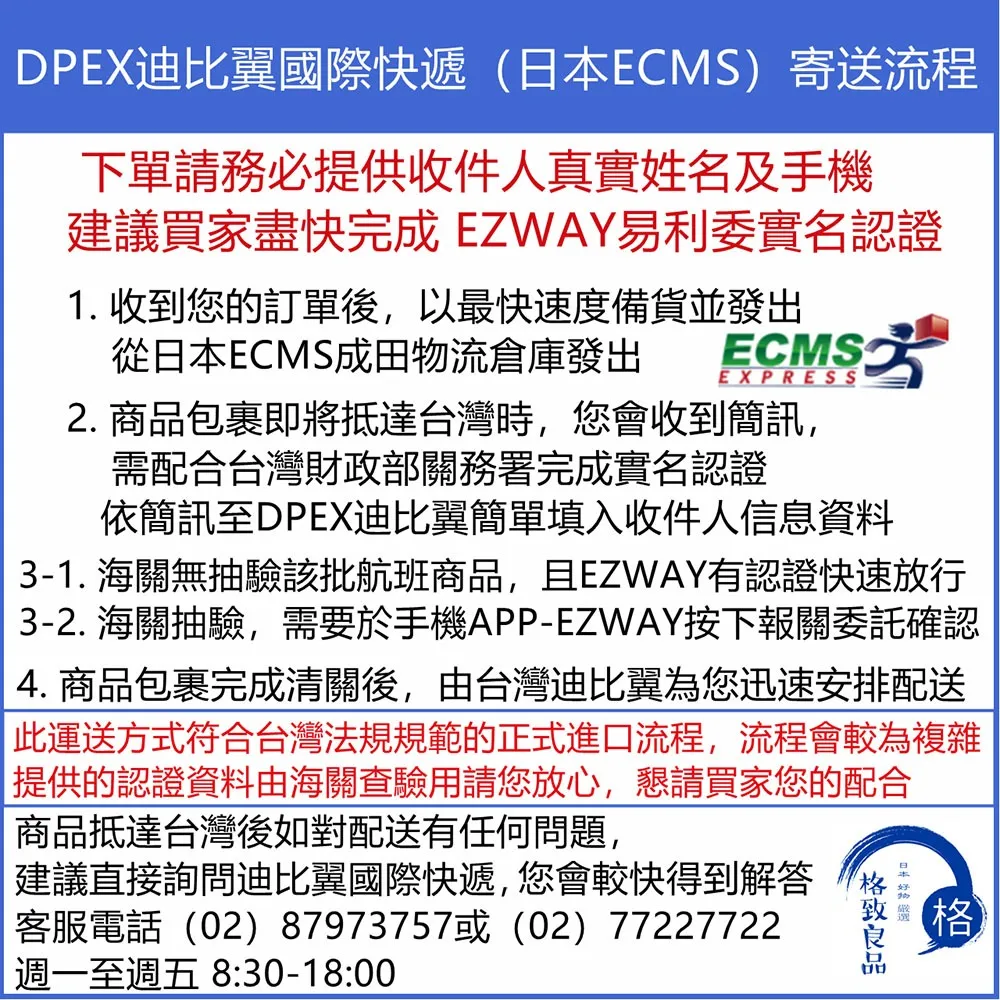 DPEX迪比翼國際快遞（日本ECMS）寄送流程
下單請務必提供收件人真實姓名及手機
建議買家盡快完成 EZWAY易利委實名認證
1. 收到您的訂單後，以最快速度備貨並發出
從日本ECMS成田物流倉庫發出
ECMS
EXPRESS
2. 商品包裹即將抵達台灣時，您會收到簡訊，
需配合台灣財政部關務署完成實名認證
依簡訊至DPEX迪比翼簡單填入收件人信息資料
3-1. 海關無抽驗該批航班商品，且EZWAY有認證快速放行
3-2. 海關抽驗，需要於手機APP-EZWAY按下報關委託確認
4. 商品包裹完成清關後，由台灣迪比翼為您迅速安排配送
此運送方式符合台灣法規規範的正式進口流程，流程會較為複雜
提供的認證資料由海關查驗用請您放心，懇請買家您的配合
商品抵達台灣後如對配送有任何問題，
建議直接詢問迪比翼國際快遞，您會較快得到解答
客服電話（02）87973757或（02）77227722
週一至週五 8:30-18:00
日本 好物 嚴選
格致良品
格